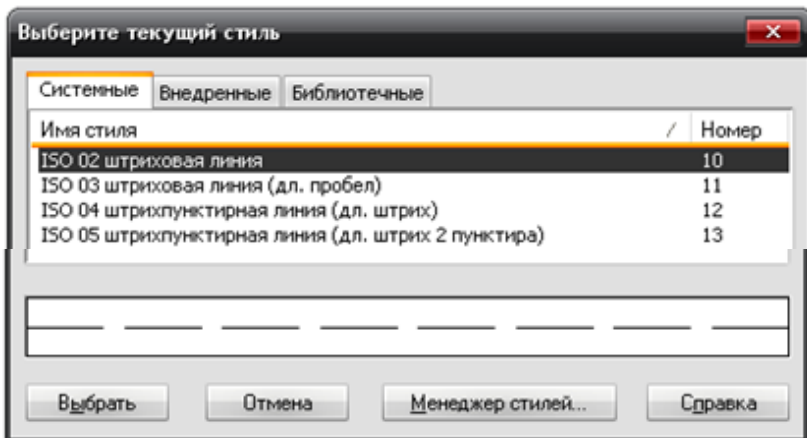 Выберите текущий стиль
Системные Внедренные Библиотечные
Имя стиля / Номер
ISO 02 штриховая линия 10
ISO 03 штриховая линия (дл. пробел) 11
ISO 04 штрихпунктирная линия (дл. штрих) 12
ISO 05 штрихпунктирная линия (дл. штрих 2 пунктира) 13
Выбрать Отмена Менеджер стилей... Справка